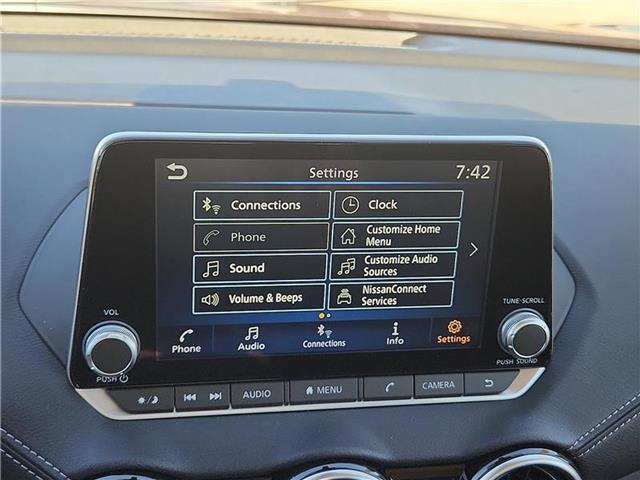 Settings
7:42
Connections
Clock
Phone
Customize Home
Menu
Sound
Customize Audio
Sources
Volume & Beeps
NissanConnect
Services
Phone
Audio
Connections
Info
Settings
VOL
PUSH
TUNE·SCROLL
PUSH SOUND
AUDIO
MENU
CAMERA